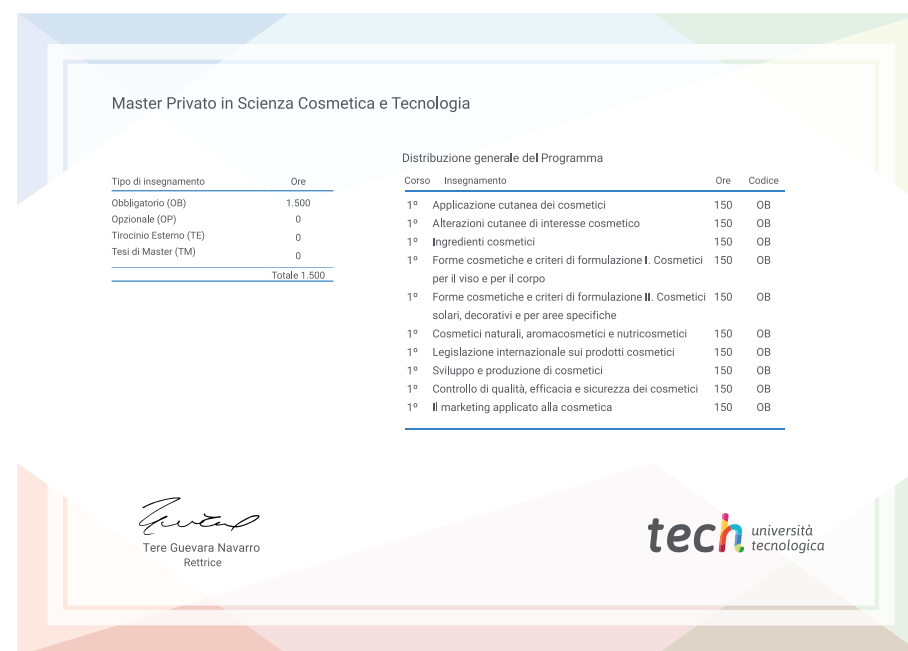 Master Privato in Scienza Cosmetica e Tecnologia
Tipo di insegnamento Ore
Obbligatorio (OB) 1.500
Opzionale (OP) 0
Tirocinio Esterno (TE) 0
Tesi di Master (TM) 0
Totale 1.500
Distribuzione generale del Programma
Corso Insegnamento Ore Codice
1º Applicazione cutanea dei cosmetici 150 OB
1º Alterazioni cutanee di interesse cosmetico 150 OB
1º Ingredienti cosmetici 150 OB
1º Forme cosmetiche e criteri di formulazione I. Cosmetici 150 OB
per il viso e per il corpo
1º Forme cosmetiche e criteri di formulazione II. Cosmetici 150 OB
solari, decorativi e per aree specifiche
1º Cosmetici naturali, aromacosmetici e nutricosmetici 150 OB
1º Legislazione internazionale sui prodotti cosmetici 150 OB
1º Sviluppo e produzione di cosmetici 150 OB
1º Controllo di qualità, efficacia e sicurezza dei cosmetici 150 OB
1º Il marketing applicato alla cosmetica 150 OB
Tere Guevara Navarro
Rettrice
tech università
tecnologica